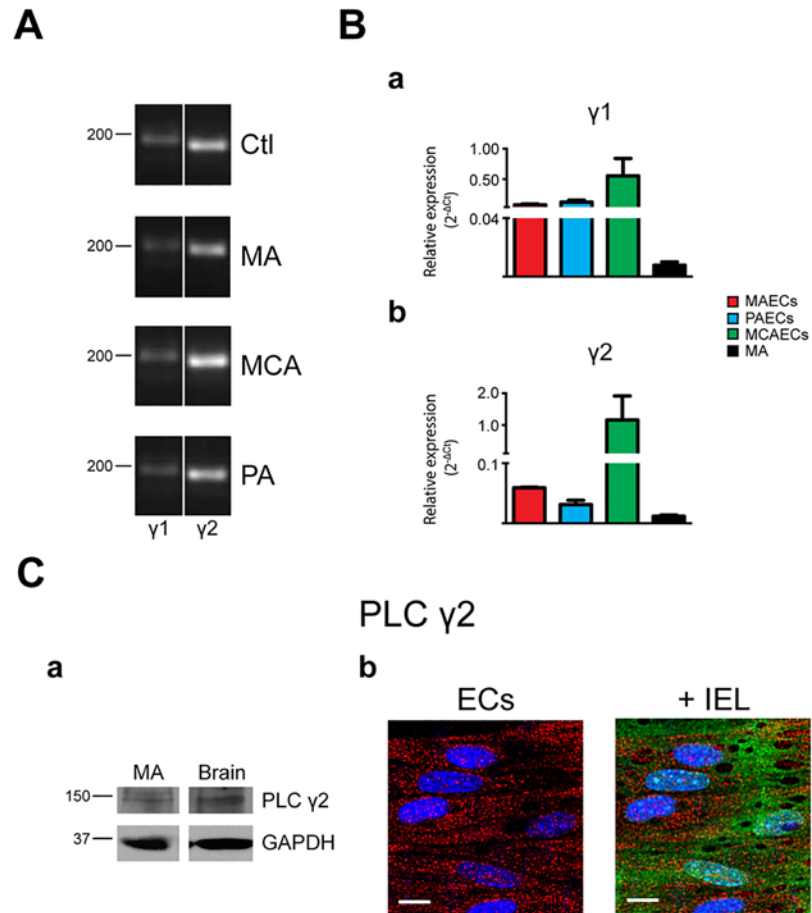 A
200
Ctl
200
MA
200
MCA
200
PA
γ1 γ2
B
a
γ1
Relative expression
(2^-ΔCt)
1.00
0.50
0.04
b
γ2
Relative expression
(2^-ΔCt)
2.0
1.0
0.1
MAECs
PAECs
MCAECs
MA
C
PLC γ2
a
MA Brain
150 PLC γ2
37 GAPDH
b
ECs + IEL